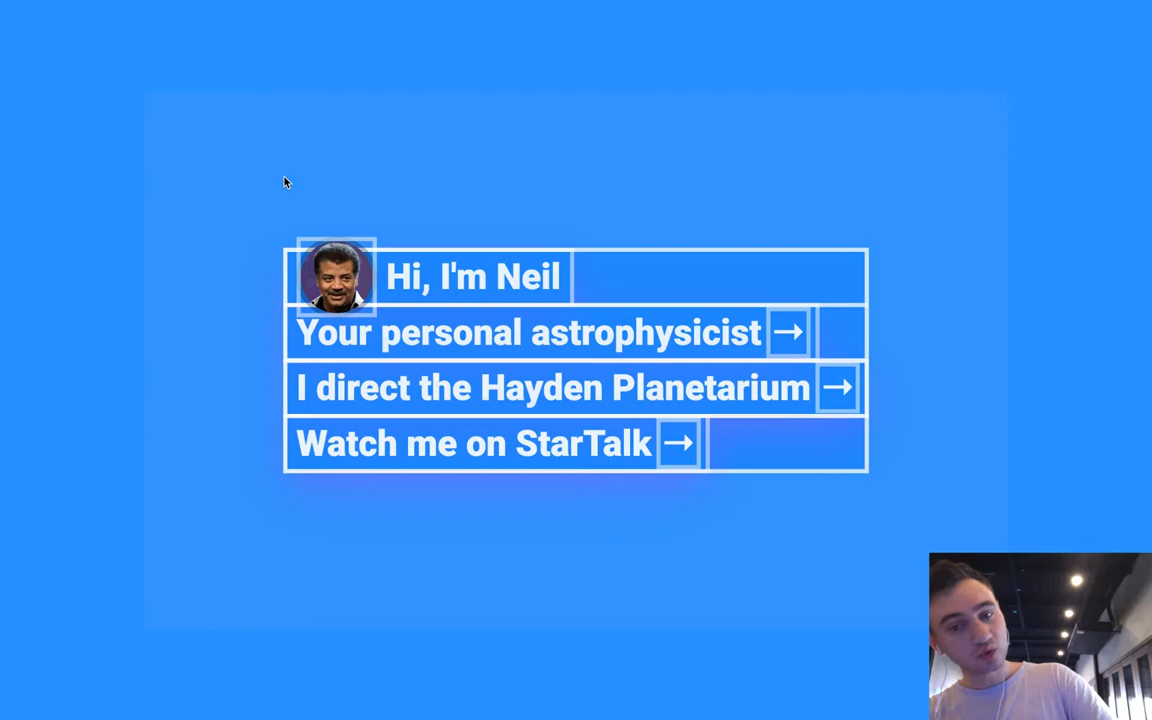 Hi, I'm Neil
Your personal astrophysicist →
I direct the Hayden Planetarium →
Watch me on StarTalk →